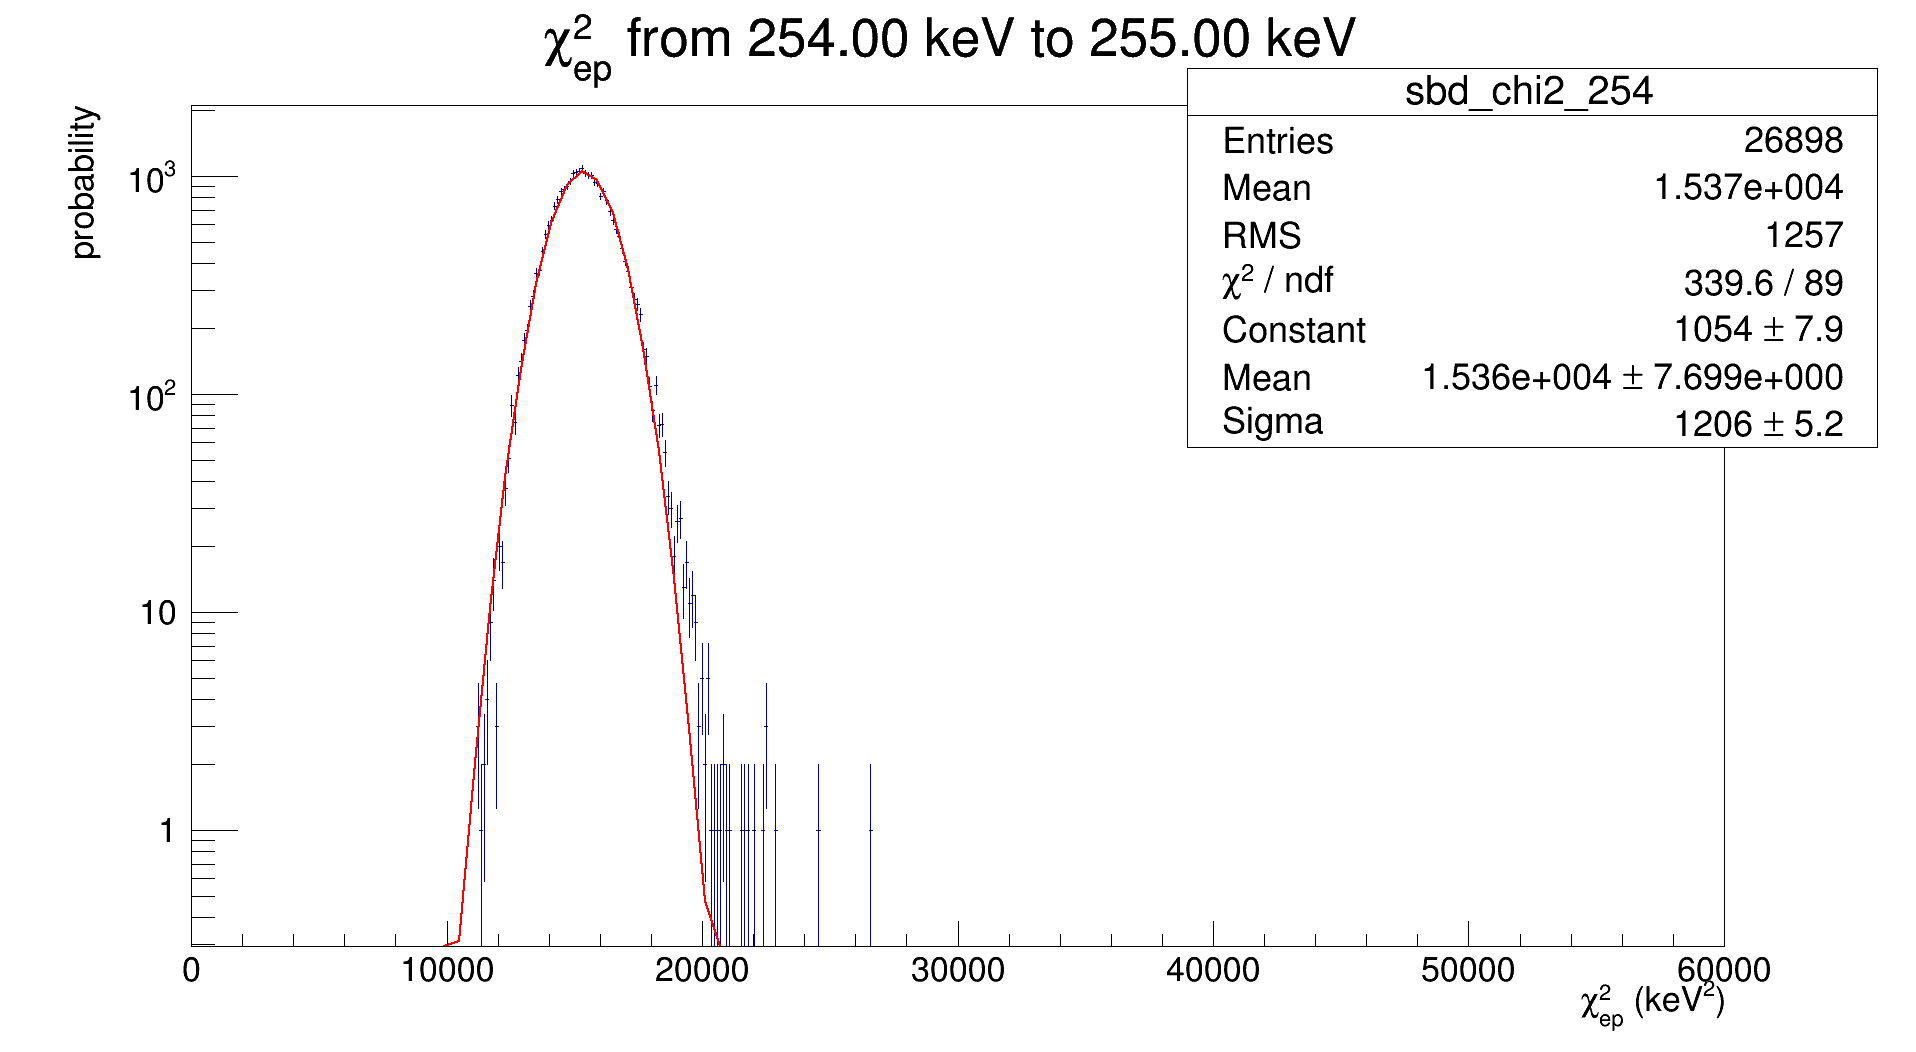 χ²ep from 254.00 keV to 255.00 keV
sbd_chi2_254
Entries 26898
Mean 1.537e+004
RMS 1257
χ² / ndf 339.6 / 89
Constant 1054 ± 7.9
Mean 1.536e+004 ± 7.699e+000
Sigma 1206 ± 5.2
probability
10³
10²
10
1
0 10000 20000 30000 40000 50000 60000
χ²ep (keV²)